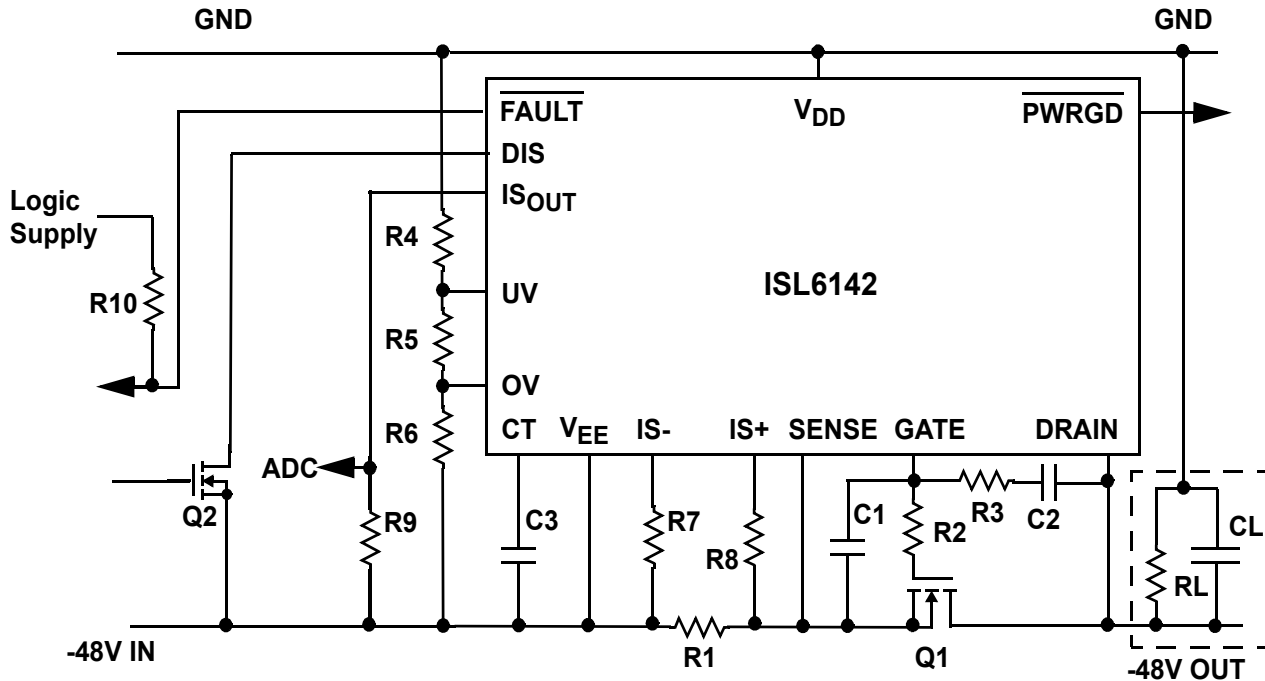 GND
GND
FAULT
VDD
PWRGD
DIS
ISOUT
Logic
Supply
R4
R10
UV
ISL6142
R5
OV
R6
CT
VEE
IS-
IS+
SENSE
GATE
DRAIN
ADC
Q2
R9
C3
R7
R8
C1
R2
R3
C2
CL
RL
-48V IN
R1
Q1
-48V OUT